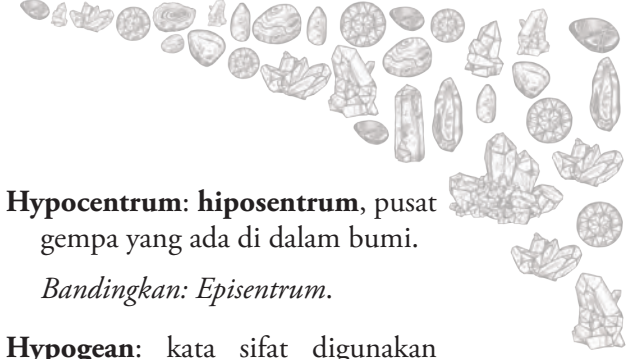 Hypocentrum: hiposentrum, pusat
gempa yang ada di dalam bumi.
Bandingkan: Episentrum.
Hypogean: kata sifat digunakan